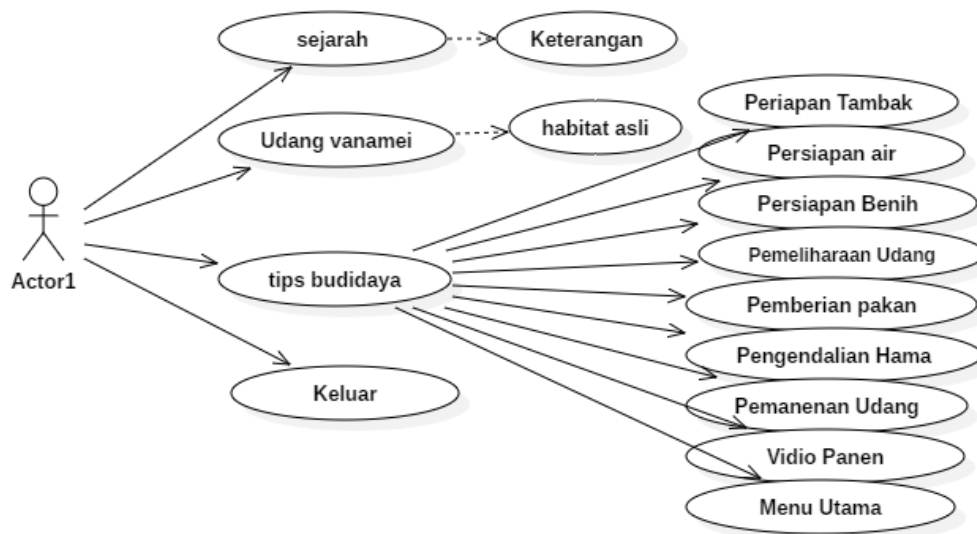 sejarah
Keterangan
Udang vanamei
habitat asli
Actor1
tips budidaya
Keluar
Periapan Tambak
Persiapan air
Persiapan Benih
Pemeliharaan Udang
Pemberian pakan
Pengendalian Hama
Pemanenan Udang
Vidio Panen
Menu Utama